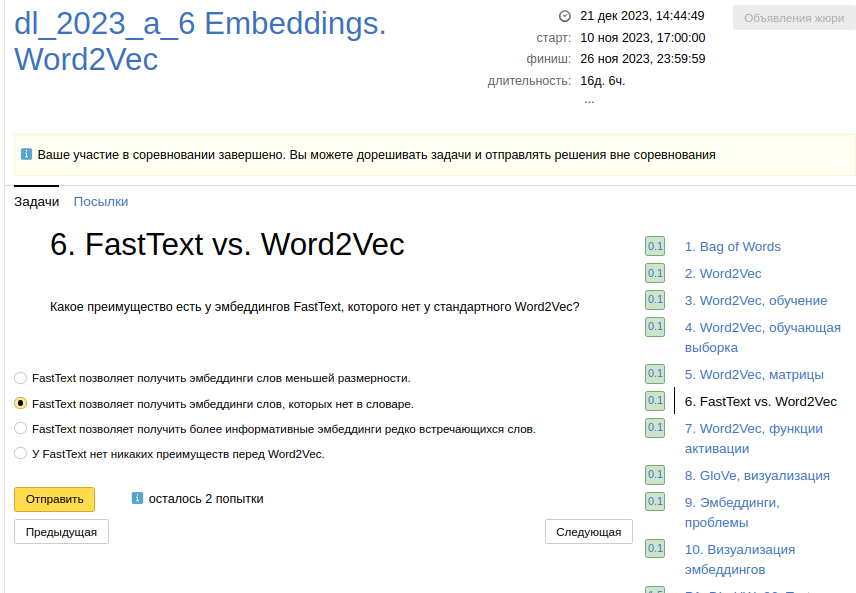 dl_2023_a_6 Embeddings.
Word2Vec
21 дек 2023, 14:44:49
старт: 10 ноя 2023, 17:00:00
финиш: 26 ноя 2023, 23:59:59
длительность: 16д. 6ч.
...
Объявления жюри
Ваше участие в соревновании завершено. Вы можете дорешивать задачи и отправлять решения вне соревнования
Задачи Посылки
6. FastText vs. Word2Vec
Какое преимущество есть у эмбеддингов FastText, которого нет у стандартного Word2Vec?
FastText позволяет получить эмбеддинги слов меньшей размерности.
FastText позволяет получить эмбеддинги слов, которых нет в словаре.
FastText позволяет получить более информативные эмбеддинги редко встречающихся слов.
У FastText нет никаких преимуществ перед Word2Vec.
Отправить осталось 2 попытки
Предыдущая Следующая
0.1 1. Bag of Words
0.1 2. Word2Vec
0.1 3. Word2Vec, обучение
0.1 4. Word2Vec, обучающая
выборка
0.1 5. Word2Vec, матрицы
0.1 6. FastText vs. Word2Vec
0.1 7. Word2Vec, функции
активации
0.1 8. GloVe, визуализация
0.1 9. Эмбеддинги,
проблемы
0.1 10. Визуализация
эмбеддингов